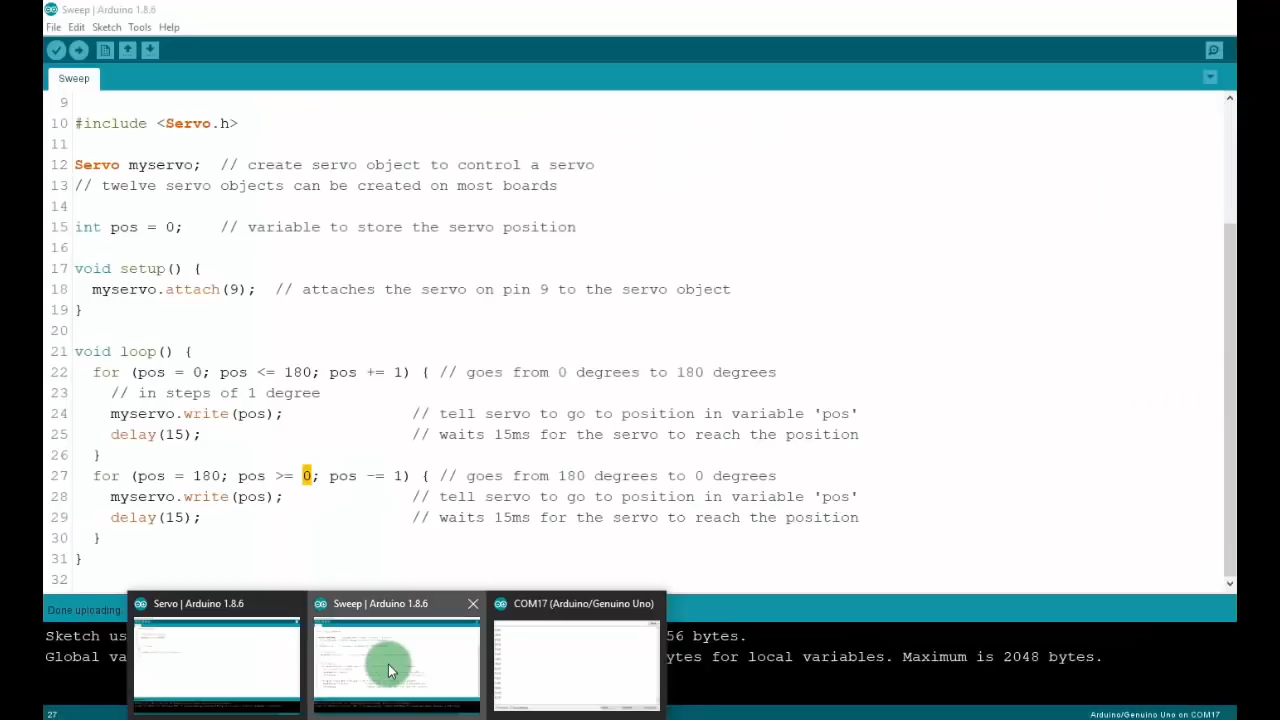 Sweep | Arduino 1.8.6
File Edit Sketch Tools Help
Sweep
9
10 #include <Servo.h>
11
12 Servo myservo;  // create servo object to control a servo
13 // twelve servo objects can be created on most boards
14
15 int pos = 0;    // variable to store the servo position
16
17 void setup() {
18   myservo.attach(9);  // attaches the servo on pin 9 to the servo object
19 }
20
21 void loop() {
22   for (pos = 0; pos <= 180; pos += 1) { // goes from 0 degrees to 180 degrees
23     // in steps of 1 degree
24     myservo.write(pos);              // tell servo to go to position in variable 'pos'
25     delay(15);                       // waits 15ms for the servo to reach the position
26   }
27   for (pos = 180; pos >= 0; pos -= 1) { // goes from 180 degrees to 0 degrees
28     myservo.write(pos);              // tell servo to go to position in variable 'pos'
29     delay(15);                       // waits 15ms for the servo to reach the position
30   }
31 }
32
Servo | Arduino 1.8.6 Sweep | Arduino 1.8.6 COM17 (Arduino/Genuino Uno)
Done uploading.
Sketch us 56 bytes.
Global va ytes for local variables. Maximum is 2048 bytes.
27 Arduino/Genuino Uno on COM17